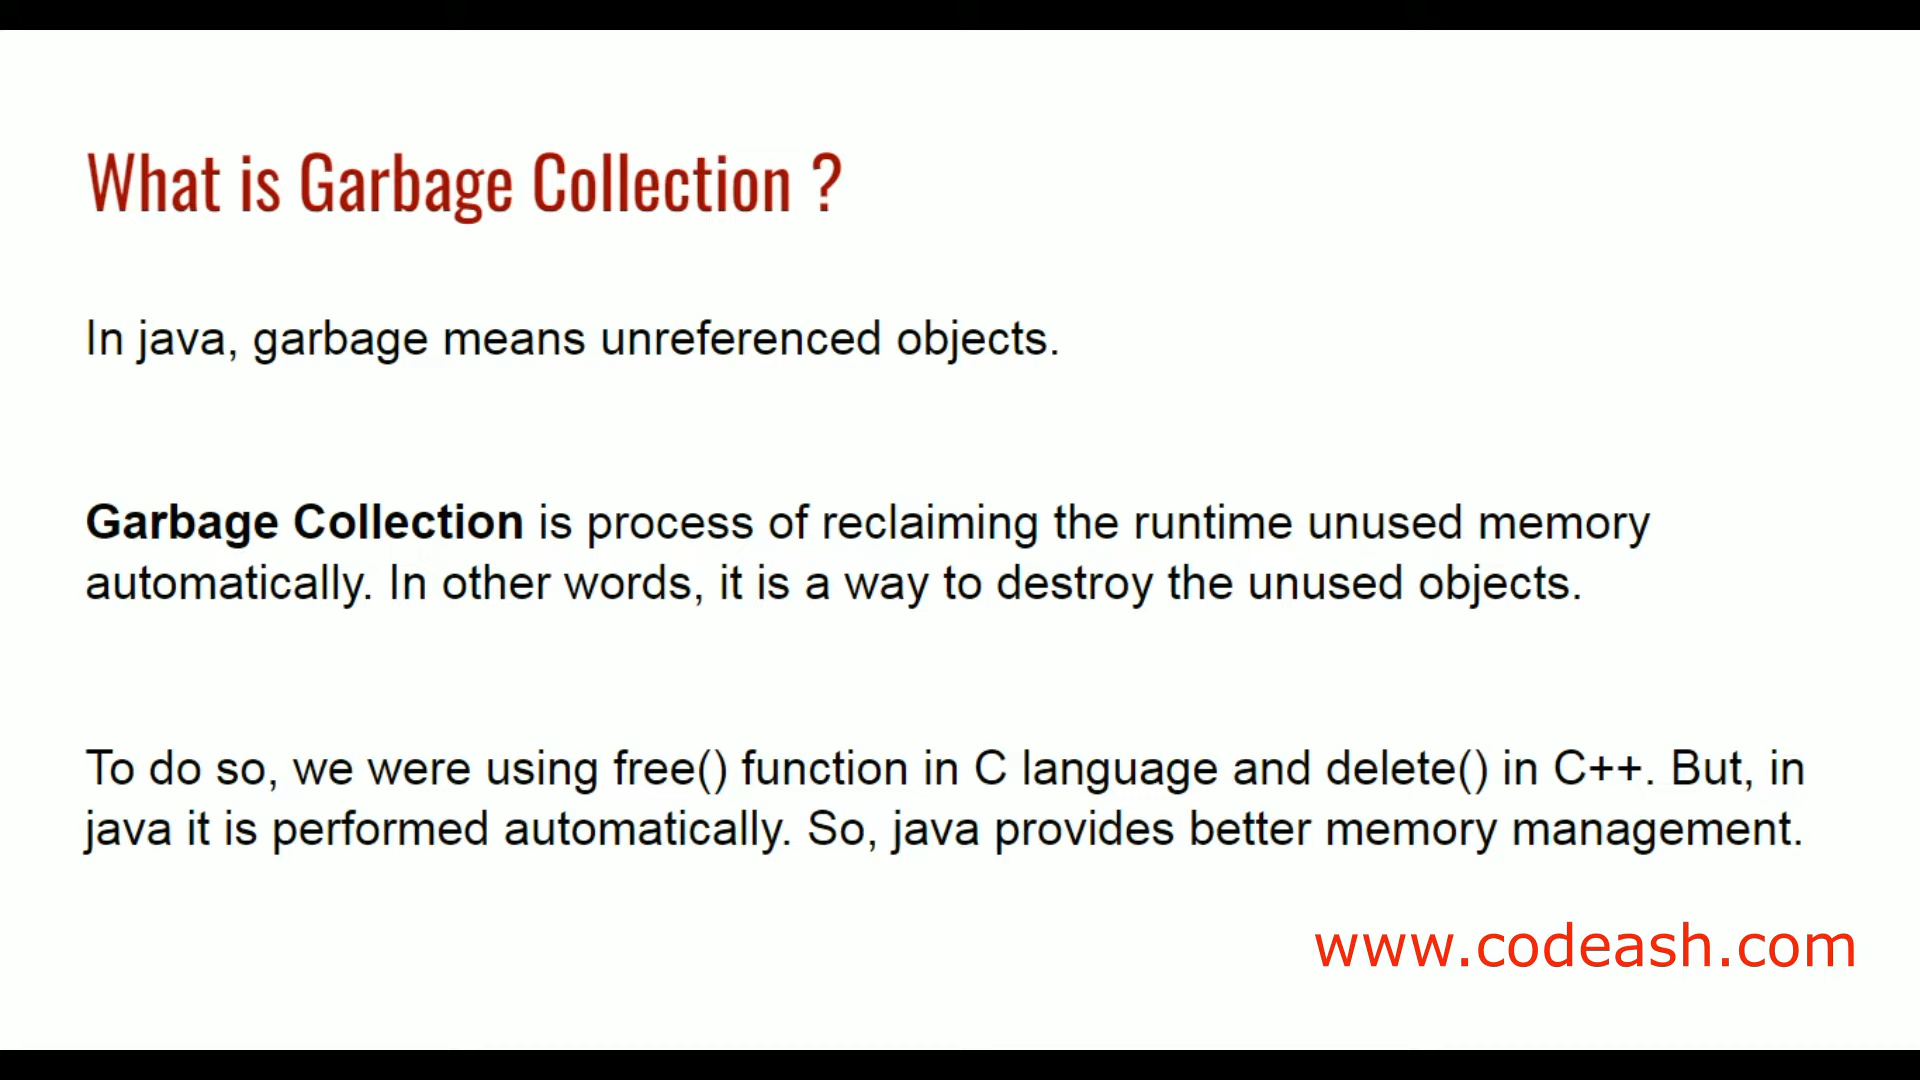 What is Garbage Collection ?
In java, garbage means unreferenced objects.
Garbage Collection is process of reclaiming the runtime unused memory
automatically. In other words, it is a way to destroy the unused objects.
To do so, we were using free() function in C language and delete() in C++. But, in
java it is performed automatically. So, java provides better memory management.
www.codeash.com